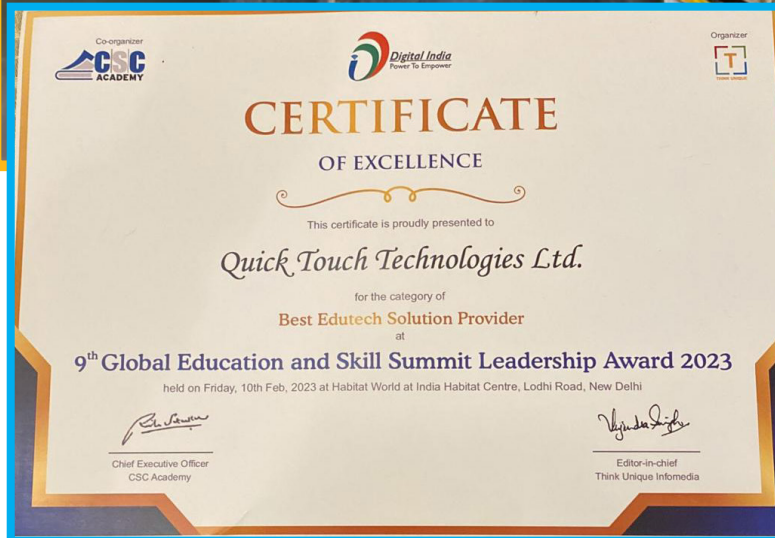 Co-organizer
CSC
ACADEMY
Digital India
Power To Empower
Organizer
T
THINK UNIQUE
CERTIFICATE
OF EXCELLENCE
This certificate is proudly presented to
Quick Touch Technologies Ltd.
for the category of
Best Edutech Solution Provider
at
9th Global Education and Skill Summit Leadership Award 2023
held on Friday, 10th Feb, 2023 at Habitat World at India Habitat Centre, Lodhi Road, New Delhi
Chief Executive Officer
CSC Academy
Editor-in-chief
Think Unique Infomedia